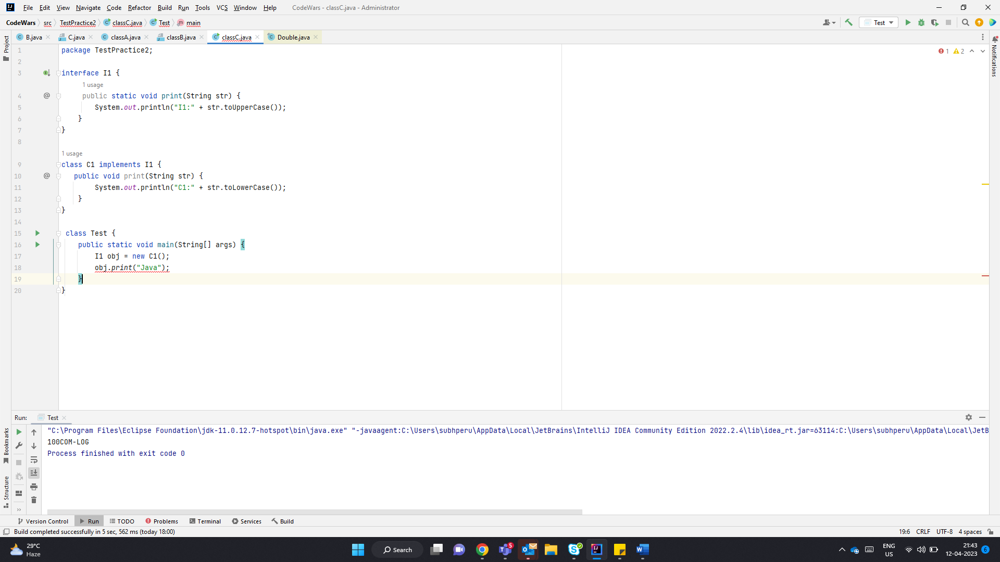 File Edit View Navigate Code Refactor Build Run Tools VCS Window Help CodeWars - classC.java - Administrator
CodeWars src TestPractice2 classC.java Test main Test
Project B.java C.java classA.java classB.java classC.java Double.java Notifications
1 package TestPractice2; 1 2
2
3 interface I1 {
1 usage
4 @ public static void print(String str) {
5 System.out.println("I1:" + str.toUpperCase());
6 }
7 }
8
1 usage
9 class C1 implements I1 {
10 @ public void print(String str) {
11 System.out.println("C1:" + str.toLowerCase());
12 }
13 }
14
15 class Test {
16 public static void main(String[] args) {
17 I1 obj = new C1();
18 obj.print("Java");
19 }
20 }
Run: Test
Bookmarks
Structure
"C:\Program Files\Eclipse Foundation\jdk-11.0.12.7-hotspot\bin\java.exe" "-javaagent:C:\Users\subhperu\AppData\Local\JetBrains\IntelliJ IDEA Community Edition 2022.2.4\lib\idea_rt.jar=63114:C:\Users\subhperu\AppData\Local\JetB
100COM-LOG
Process finished with exit code 0
Version Control Run TODO Problems Terminal Services Build
Build completed successfully in 5 sec, 562 ms (today 18:00) 19:6 CRLF UTF-8 4 spaces
29°C
Haze
Search
5
ENG
US
21:43
12-04-2023
6